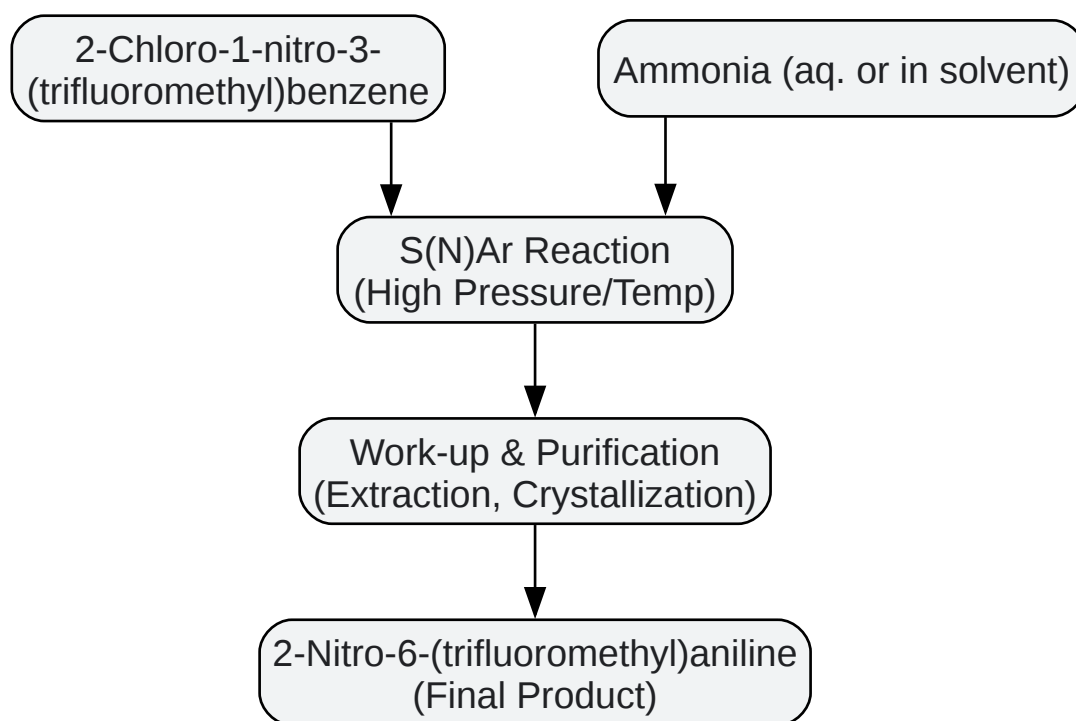 2-Chloro-1-nitro-3-
(trifluoromethyl)benzene
Ammonia (aq. or in solvent)
S(N)Ar Reaction
(High Pressure/Temp)
Work-up & Purification
(Extraction, Crystallization)
2-Nitro-6-(trifluoromethyl)aniline
(Final Product)